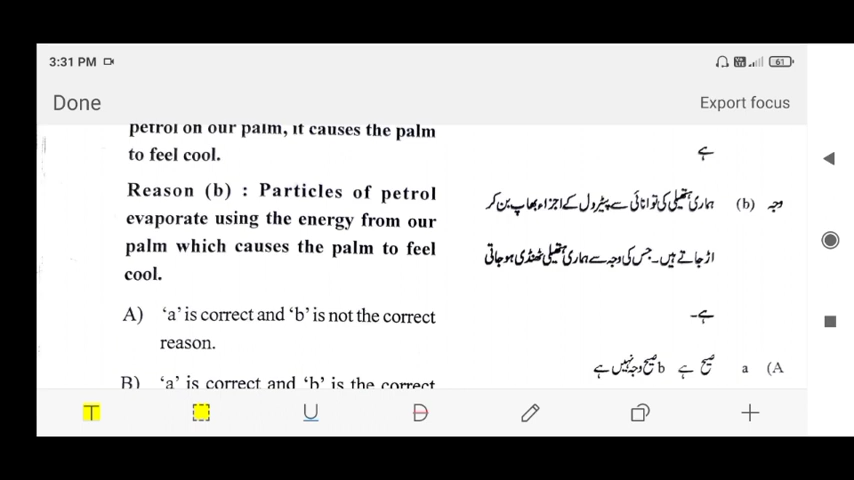 3:31 PM
61
Done
Export focus
petrol on our palm, it causes the palm
to feel cool.
Reason (b) : Particles of petrol
evaporate using the energy from our
palm which causes the palm to feel
cool.
A) 'a' is correct and 'b' is not the correct
reason.
B) 'a' is correct and 'b' is the correct
ہے
وجہ (b) ہماری ہتھیلی کی توانائی سے پیٹرول کے اجزاء بھاپ بن کر
اڑجاتے ہیں۔ جس کی وجہ سے ہماری ہتھیلی ٹھنڈی ہوجاتی
ہے۔
A) a صحیح ہے b صحیح وجہ نہیں ہے
T
U
D